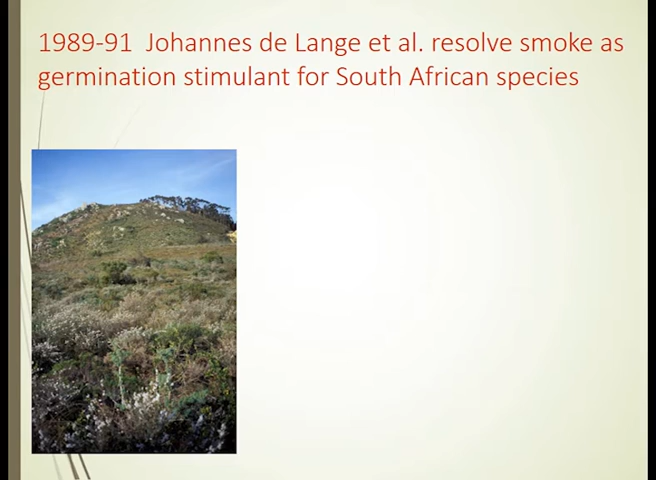 1989-91 Johannes de Lange et al. resolve smoke as
germination stimulant for South African species